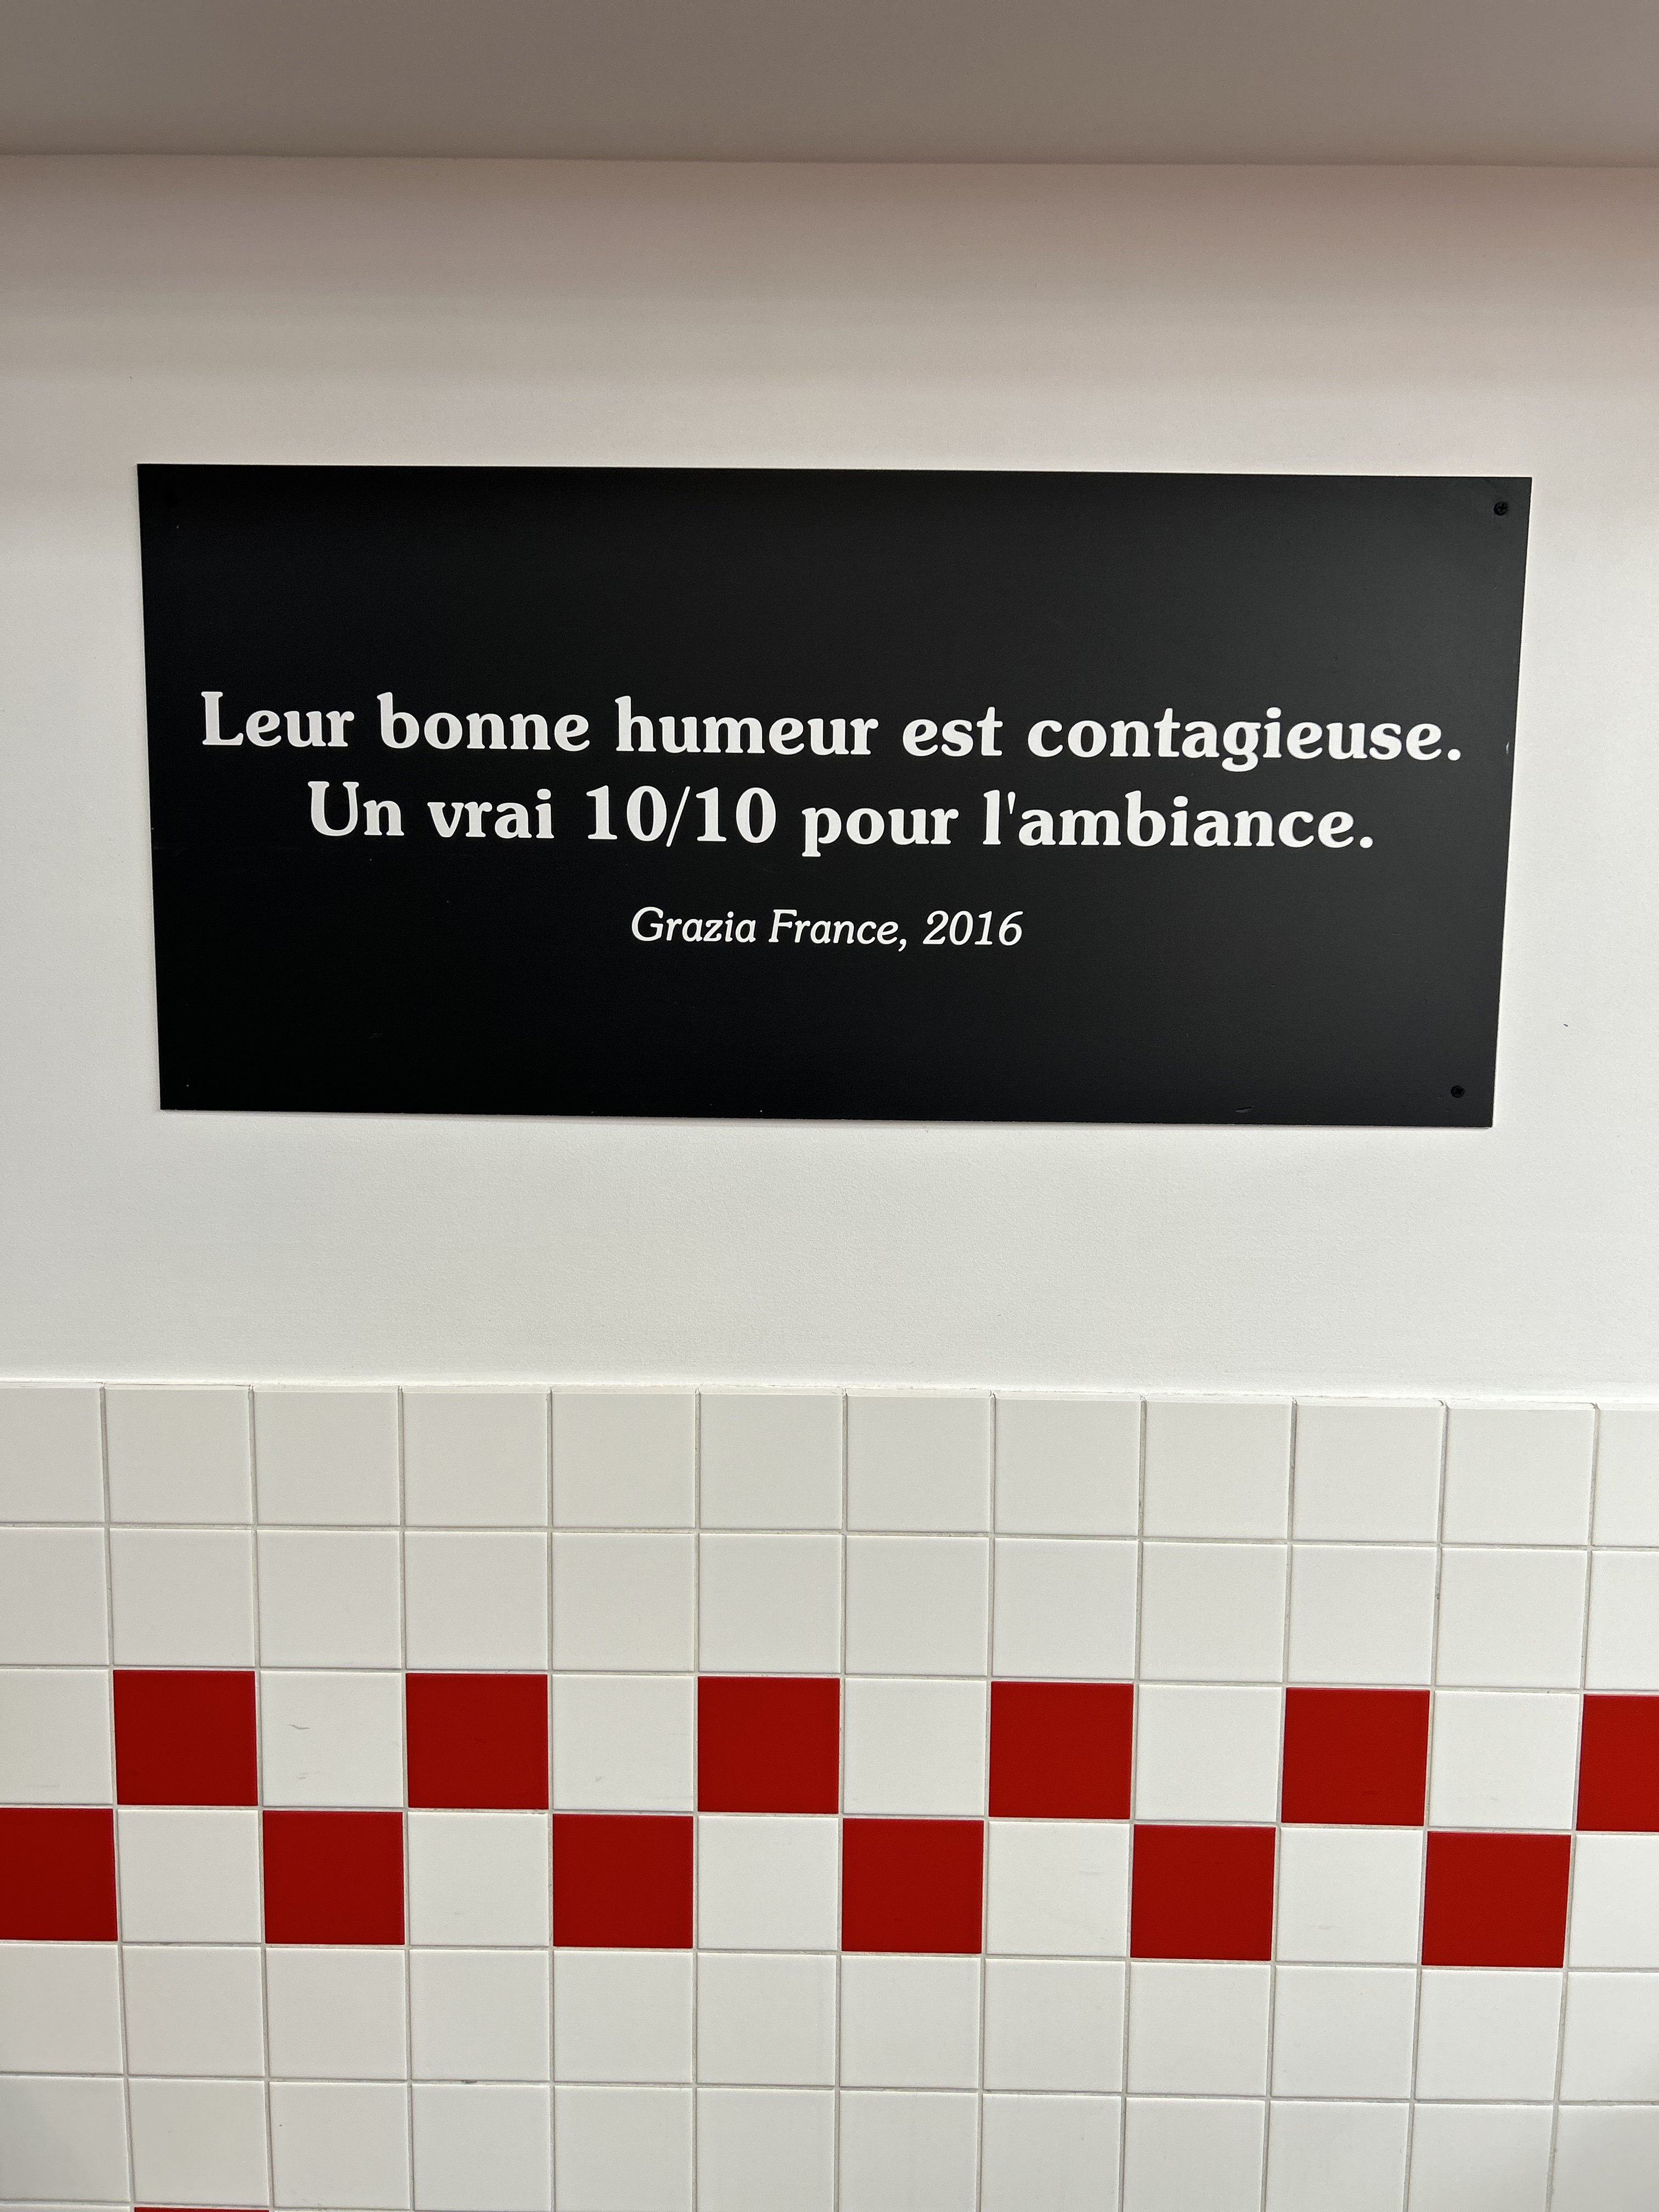 Leur bonne humeur est contagieuse.
Un vrai 10/10 pour l'ambiance.
Grazia France, 2016